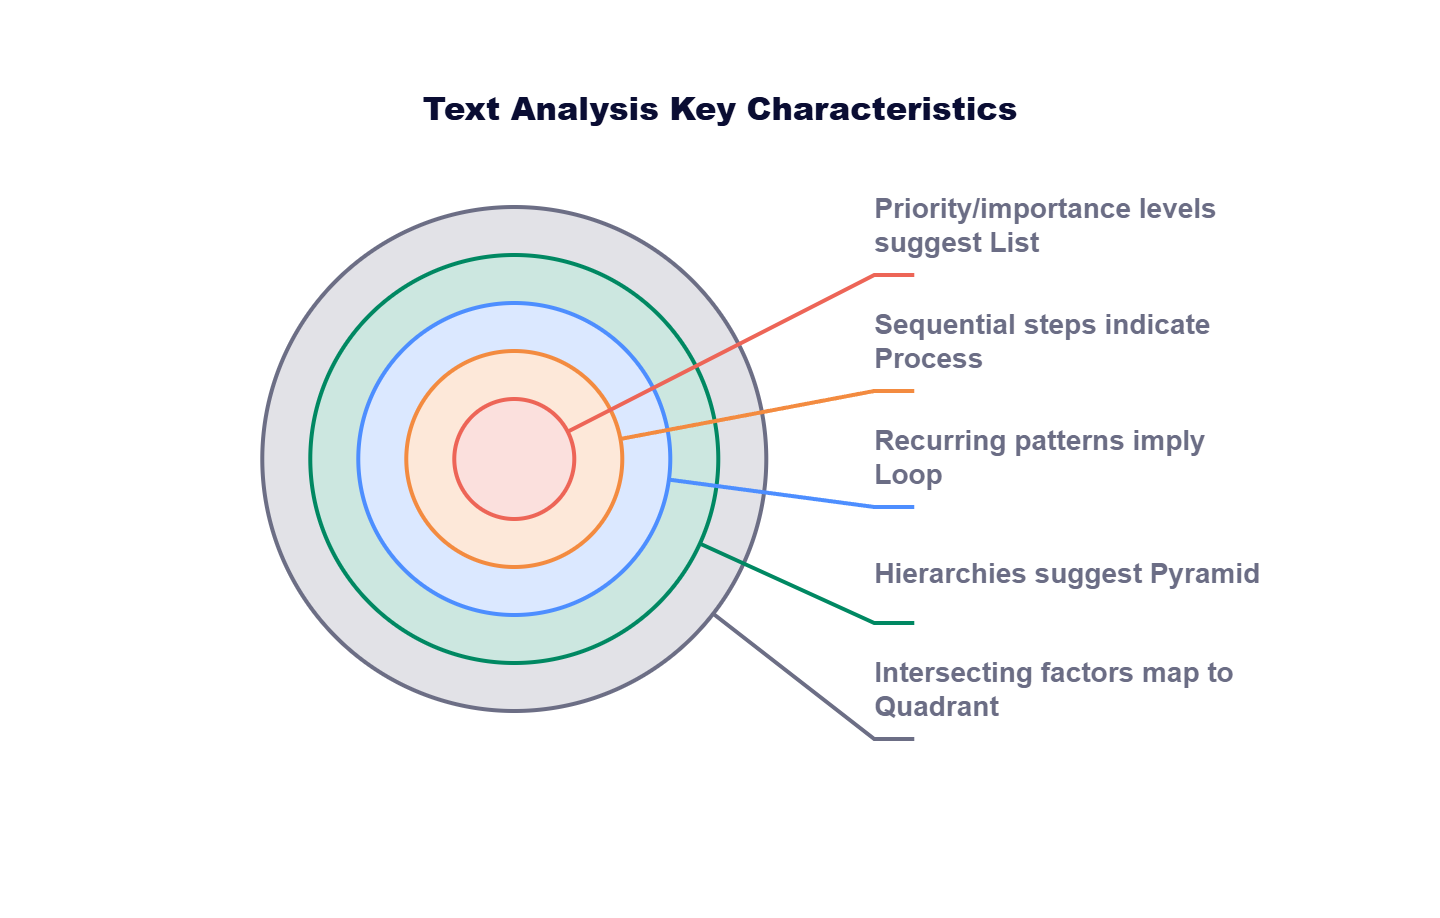 Text Analysis Key Characteristics
Priority/importance levels
suggest List
Sequential steps indicate
Process
Recurring patterns imply
Loop
Hierarchies suggest Pyramid
Intersecting factors map to
Quadrant